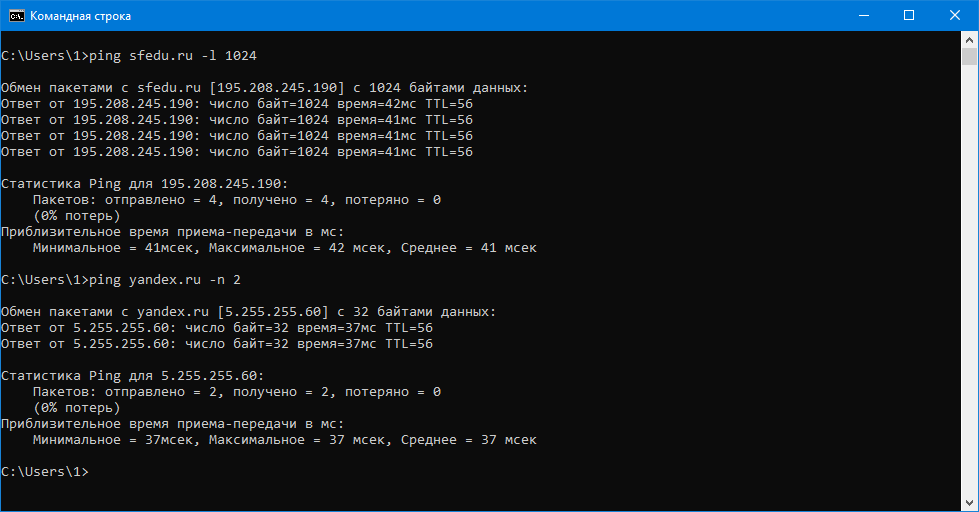 Командная строка
C:\Users\1>ping sfedu.ru -l 1024
Обмен пакетами с sfedu.ru [195.208.245.190] с 1024 байтами данных:
Ответ от 195.208.245.190: число байт=1024 время=42мс TTL=56
Ответ от 195.208.245.190: число байт=1024 время=41мс TTL=56
Ответ от 195.208.245.190: число байт=1024 время=41мс TTL=56
Ответ от 195.208.245.190: число байт=1024 время=41мс TTL=56
Статистика Ping для 195.208.245.190:
Пакетов: отправлено = 4, получено = 4, потеряно = 0
(0% потерь)
Приблизительное время приема-передачи в мс:
Минимальное = 41мсек, Максимальное = 42 мсек, Среднее = 41 мсек
C:\Users\1>ping yandex.ru -n 2
Обмен пакетами с yandex.ru [5.255.255.60] с 32 байтами данных:
Ответ от 5.255.255.60: число байт=32 время=37мс TTL=56
Ответ от 5.255.255.60: число байт=32 время=37мс TTL=56
Статистика Ping для 5.255.255.60:
Пакетов: отправлено = 2, получено = 2, потеряно = 0
(0% потерь)
Приблизительное время приема-передачи в мс:
Минимальное = 37мсек, Максимальное = 37 мсек, Среднее = 37 мсек
C:\Users\1>